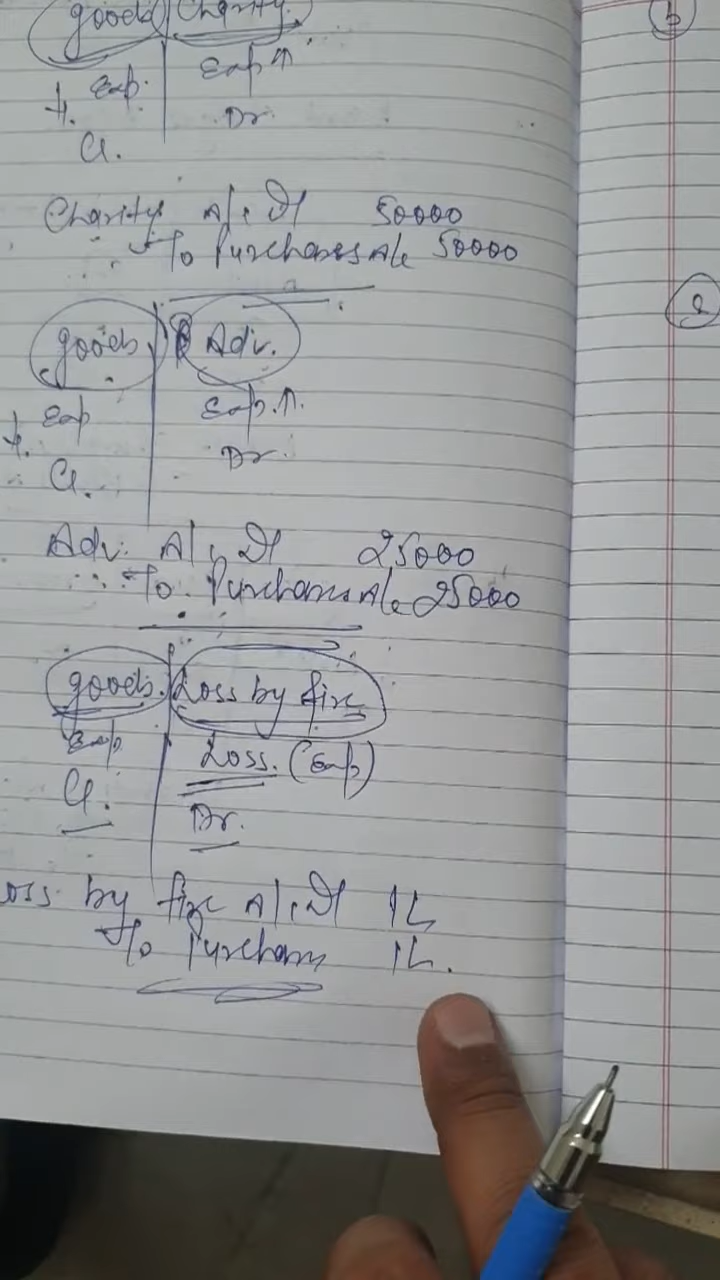 goods Charity.
Exp. Exp ↑
↓. Dr
Cr.
Charity A/c Dr 50000
To Purchases A/c 50000
goods Adv.
Exp Exp. ↑.
↓. Dr.
Cr.
Adv. A/c Dr 25000
To Purchases A/c 25000
goods. Loss by fire
Exp Loss. (Exp)
Cr. Dr.
Loss by fire A/c Dr 1L
To Purchases 1L.
b
2